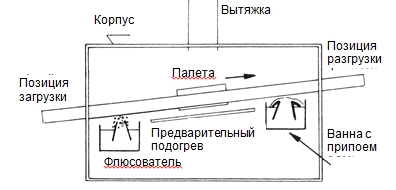 Вытяжка
Корпус
Позиция
разгрузки
Палета
Позиция
загрузки
Предварительный
подогрев
Ванна с
припоем
Флюсователь